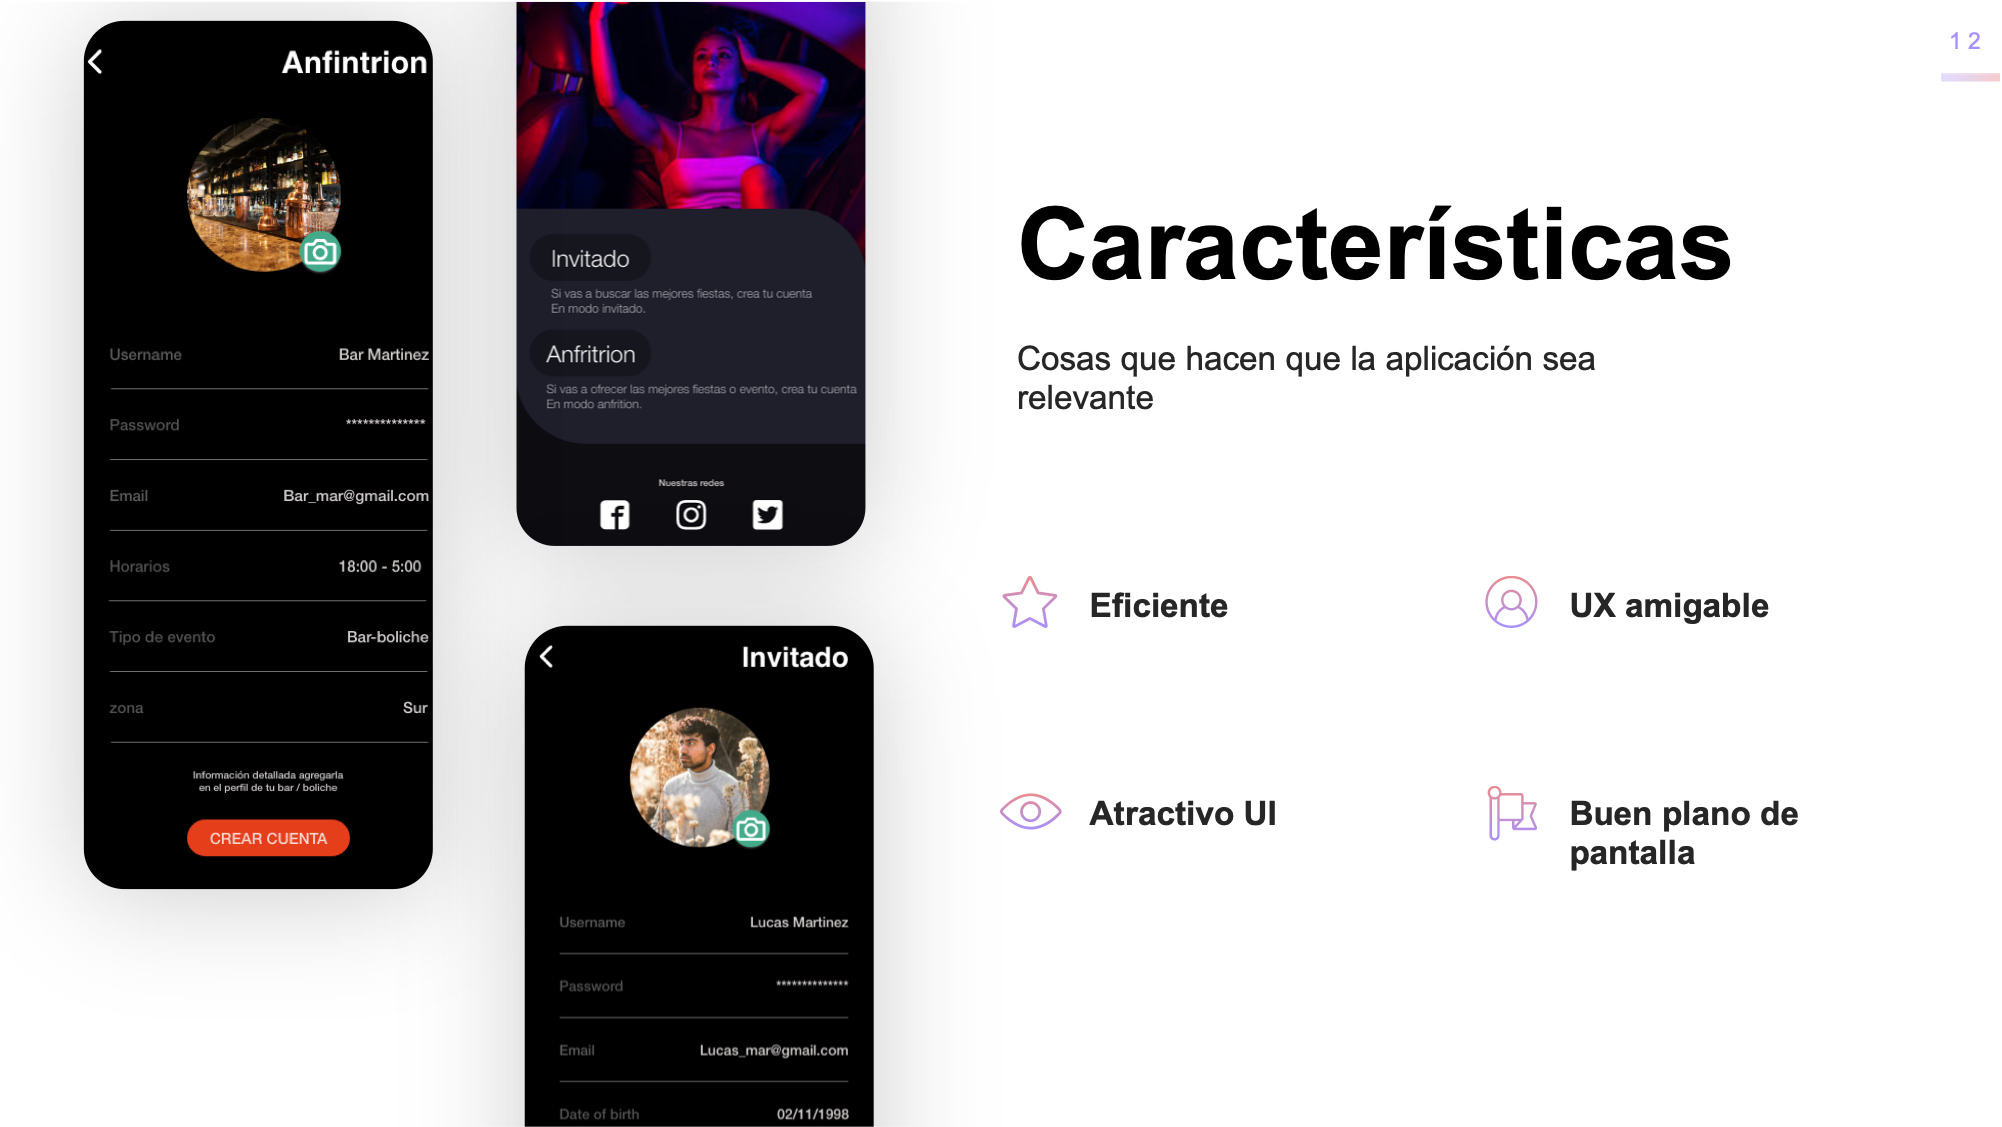 Anfintrion
Username Bar Martinez
Password **************
Email Bar_mar@gmail.com
Horarios 18:00 - 5:00
Tipo de evento Bar-boliche
zona Sur
Información detallada agregarla
en el perfil de tu bar / boliche
CREAR CUENTA
Invitado
Si vas a buscar las mejores fiestas, crea tu cuenta
En modo invitado.
Anfritrion
Si vas a ofrecer las mejores fiestas o evento, crea tu cuenta
En modo anfrition.
Nuestras redes
Invitado
Username Lucas Martinez
Password **************
Email Lucas_mar@gmail.com
Date of birth 02/11/1998
12
Características
Cosas que hacen que la aplicación sea
relevante
Eficiente
UX amigable
Atractivo UI
Buen plano de
pantalla